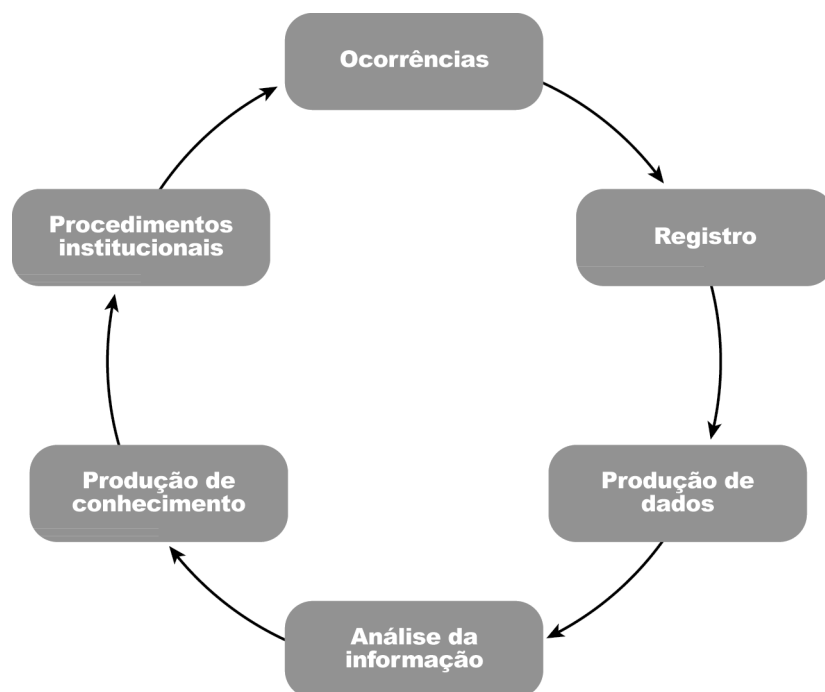 Ocorrências
Registro
Produção de
dados
Análise da
informação
Produção de
conhecimento
Procedimentos
institucionais